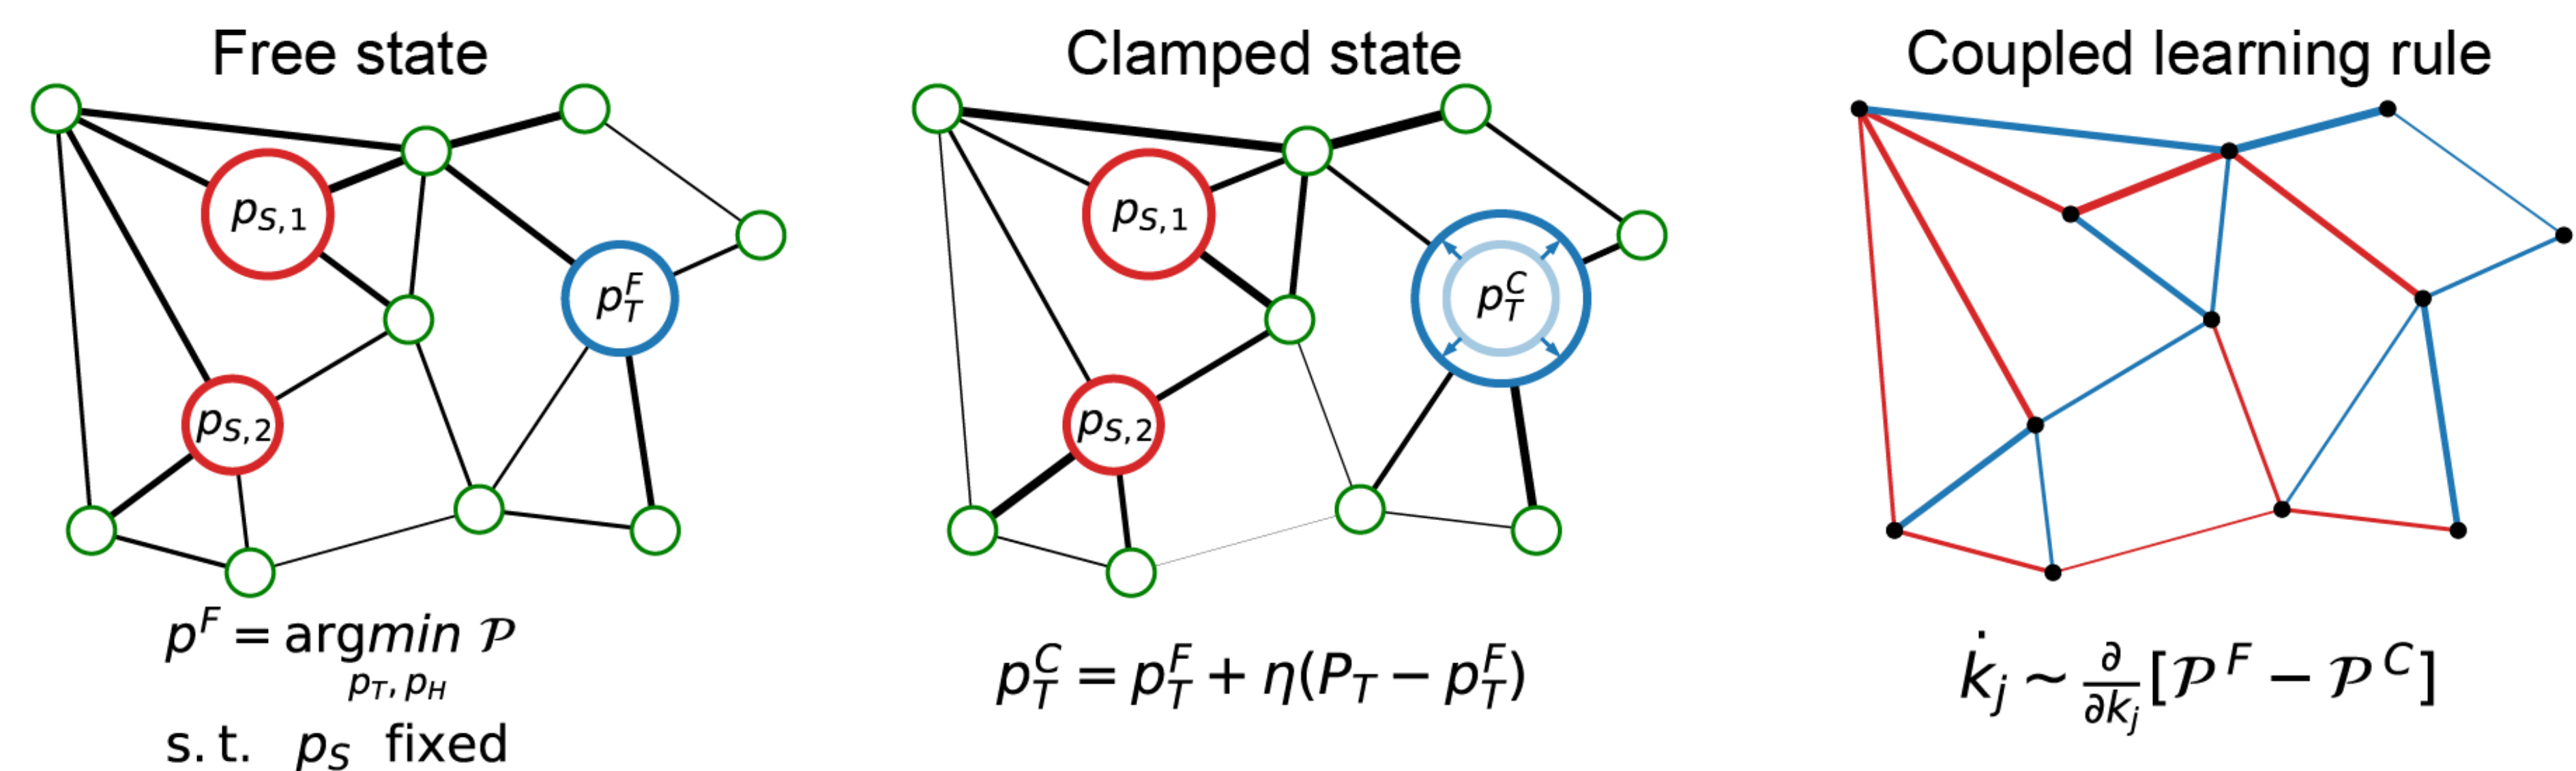 Free state
p_{S,1}
p_T^F
p_{S,2}
p^F = argmin 𝒫
p_T, p_H
s.t. p_S fixed
Clamped state
p_{S,1}
p_T^C
p_{S,2}
p_T^C = p_T^F + η(P_T − p_T^F)
Coupled learning rule
k̇_j ~ ∂/∂k_j [𝒫^F − 𝒫^C]